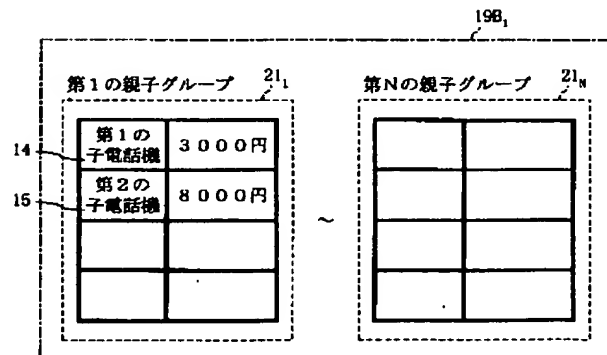 19B₁
第1の親子グループ 21₁
第Nの親子グループ 21N
14
第1の
子電話機
3000円
15
第2の
子電話機
8000円
~